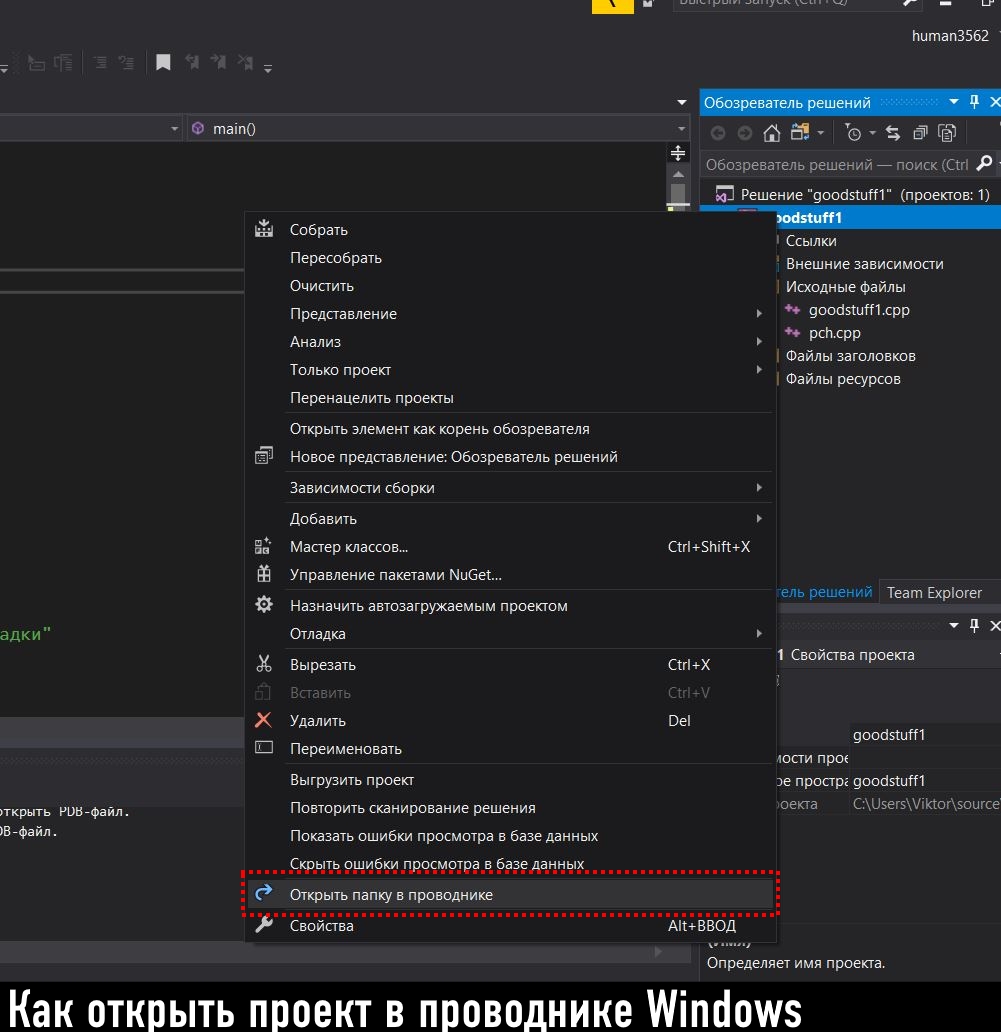 Быстрый запуск (Ctrl+Q)
human3562
main()
Обозреватель решений
Обозреватель решений — поиск (Ctrl
Решение "goodstuff1" (проектов: 1)
oodstuff1
Ссылки
Внешние зависимости
Исходные файлы
goodstuff1.cpp
pch.cpp
Файлы заголовков
Файлы ресурсов
Собрать
Пересобрать
Очистить
Представление
Анализ
Только проект
Перенацелить проекты
Открыть элемент как корень обозревателя
Новое представление: Обозреватель решений
Зависимости сборки
Добавить
Мастер классов... Ctrl+Shift+X
Управление пакетами NuGet...
Назначить автозагружаемым проектом
Отладка
Вырезать Ctrl+X
Вставить Ctrl+V
Удалить Del
Переименовать
Выгрузить проект
Повторить сканирование решения
Показать ошибки просмотра в базе данных
Скрыть ошибки просмотра в базе данных
Открыть папку в проводнике
Свойства Alt+ВВОД
адки"
открыть PDB-файл.
DB-файл.
тель решений Team Explorer
1 Свойства проекта
goodstuff1
мости прое
ое простра goodstuff1
роекта C:\Users\Viktor\source
(Имя)
Определяет имя проекта.
Как открыть проект в проводнике Windows